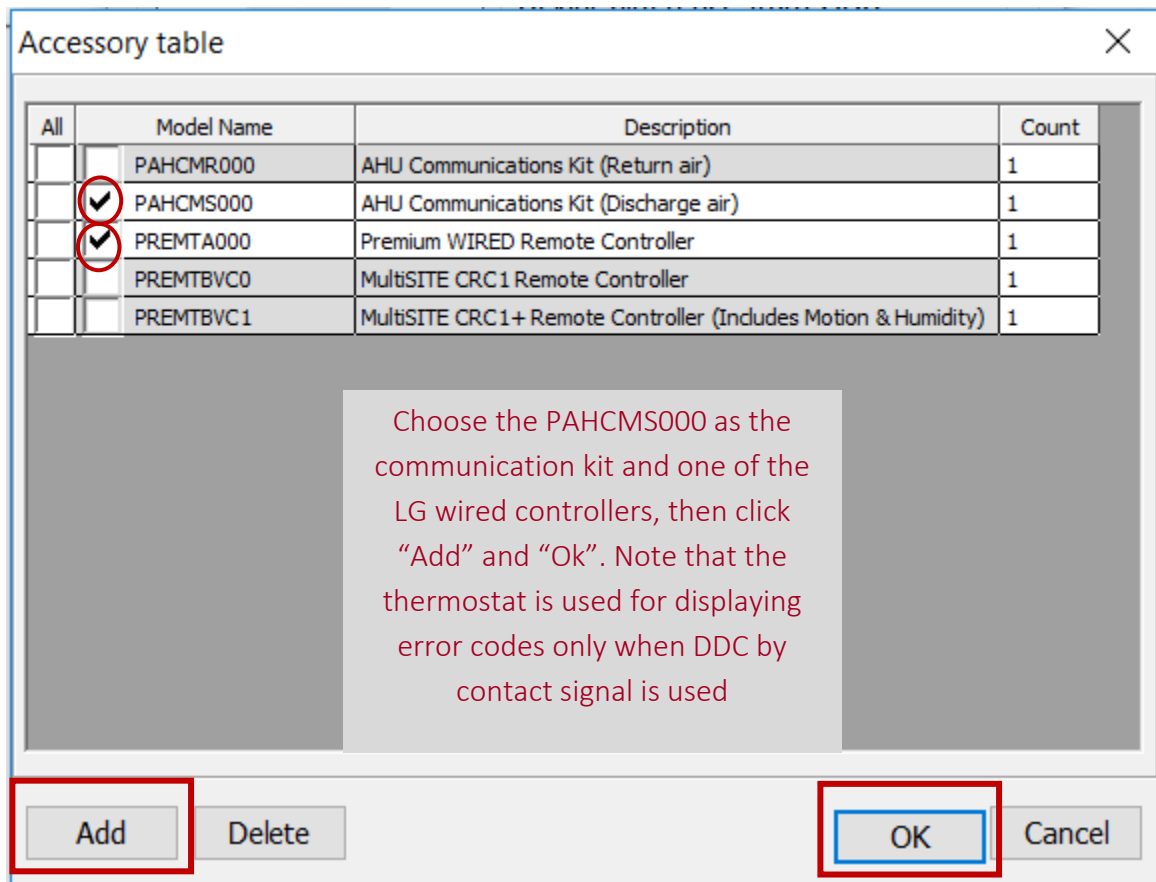 Accessory table
All Model Name Description Count
PAHCMR000 AHU Communications Kit (Return air) 1
PAHCMS000 AHU Communications Kit (Discharge air) 1
PREMTA000 Premium WIRED Remote Controller 1
PREMTBVC0 MultiSITE CRC1 Remote Controller 1
PREMTBVC1 MultiSITE CRC1+ Remote Controller (Includes Motion & Humidity) 1
Choose the PAHCMS000 as the
communication kit and one of the
LG wired controllers, then click
“Add” and “Ok”. Note that the
thermostat is used for displaying
error codes only when DDC by
contact signal is used
Add Delete OK Cancel